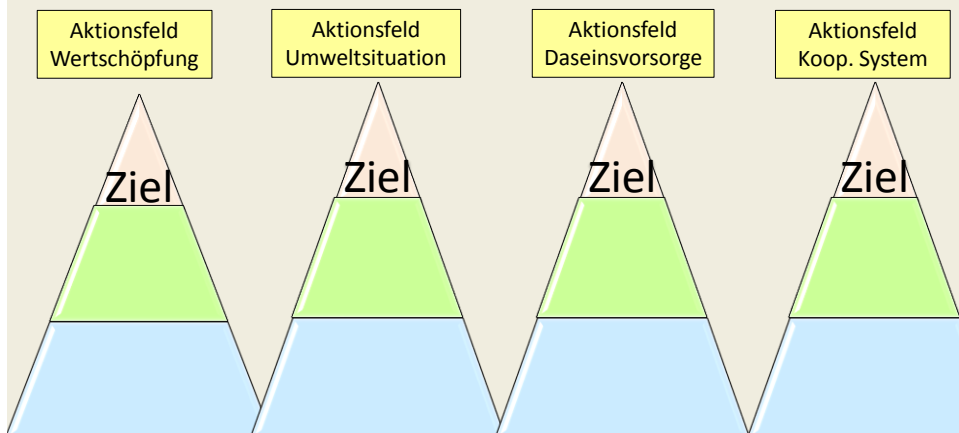 Aktionsfeld
Wertschöpfung
Aktionsfeld
Umweltsituation
Aktionsfeld
Daseinsvorsorge
Aktionsfeld
Koop. System
Ziel
Ziel
Ziel
Ziel